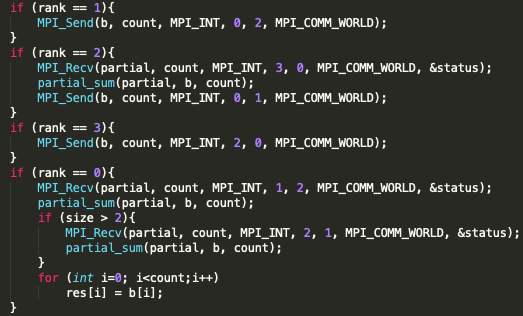 if (rank == 1){
    MPI_Send(b, count, MPI_INT, 0, 2, MPI_COMM_WORLD);
}
if (rank == 2){
    MPI_Recv(partial, count, MPI_INT, 3, 0, MPI_COMM_WORLD, &status);
    partial_sum(partial, b, count);
    MPI_Send(b, count, MPI_INT, 0, 1, MPI_COMM_WORLD);
}
if (rank == 3){
    MPI_Send(b, count, MPI_INT, 2, 0, MPI_COMM_WORLD);
}
if (rank == 0){
    MPI_Recv(partial, count, MPI_INT, 1, 2, MPI_COMM_WORLD, &status);
    partial_sum(partial, b, count);
    if (size > 2){
        MPI_Recv(partial, count, MPI_INT, 2, 1, MPI_COMM_WORLD, &status);
        partial_sum(partial, b, count);
    }
    for (int i=0; i<count;i++)
        res[i] = b[i];
}